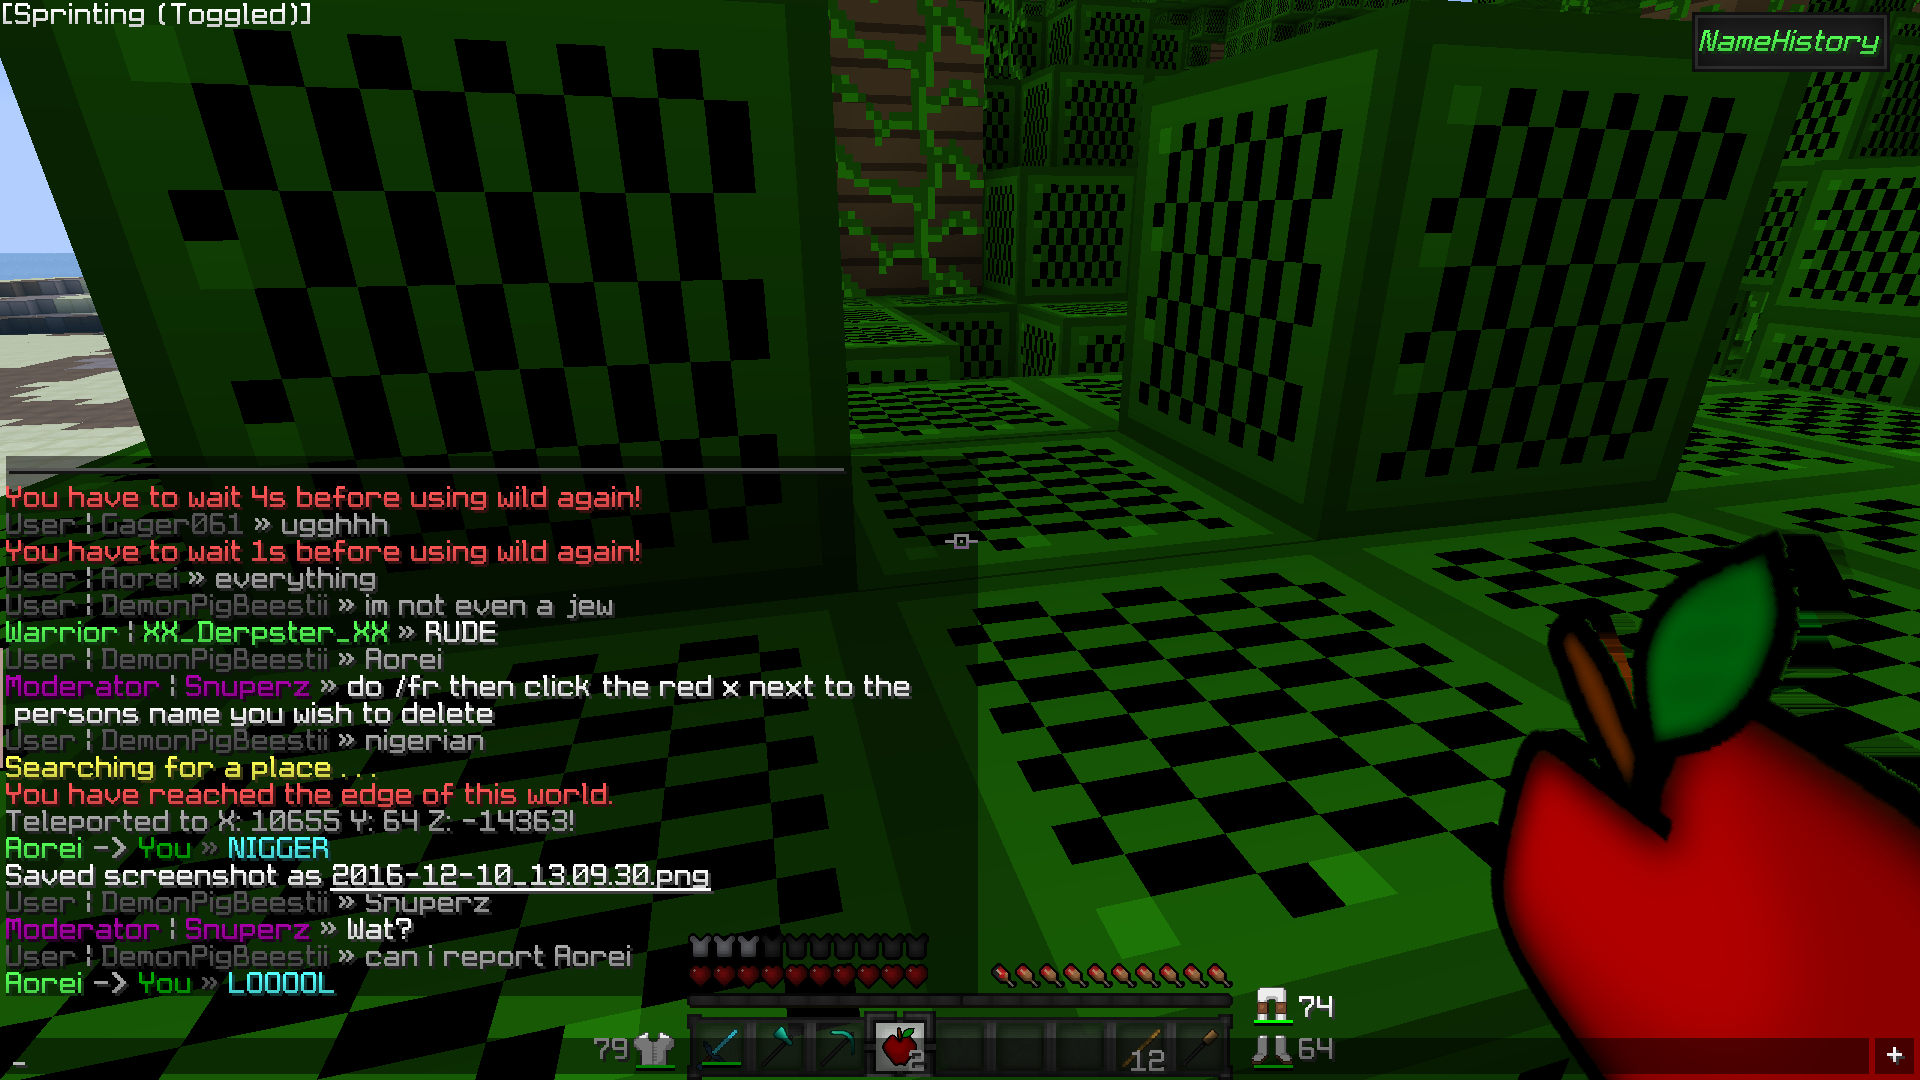 [Sprinting (Toggled)]
NameHistory
You have to wait 4s before using wild again!
User ¦ Gager061 » ugghhh
You have to wait 1s before using wild again!
User ¦ Aorei » everything
User ¦ DemonPigBeestii » im not even a jew
Warrior ¦ XX_Derpster_XX » RUDE
User ¦ DemonPigBeestii » Aorei
Moderator ¦ Snuperz » do /fr then click the red x next to the
persons name you wish to delete
User ¦ DemonPigBeestii » nigerian
Searching for a place . . .
You have reached the edge of this world.
Teleported to X: 10655 Y: 64 Z: -14363!
Aorei -> You » NIGGER
Saved screenshot as 2016-12-10_13.09.30.png
User ¦ DemonPigBeestii » Snuperz
Moderator ¦ Snuperz » Wat?
User ¦ DemonPigBeestii » can i report Aorei
Aorei -> You » LOOOOL
74
79
2
12
64
_
+